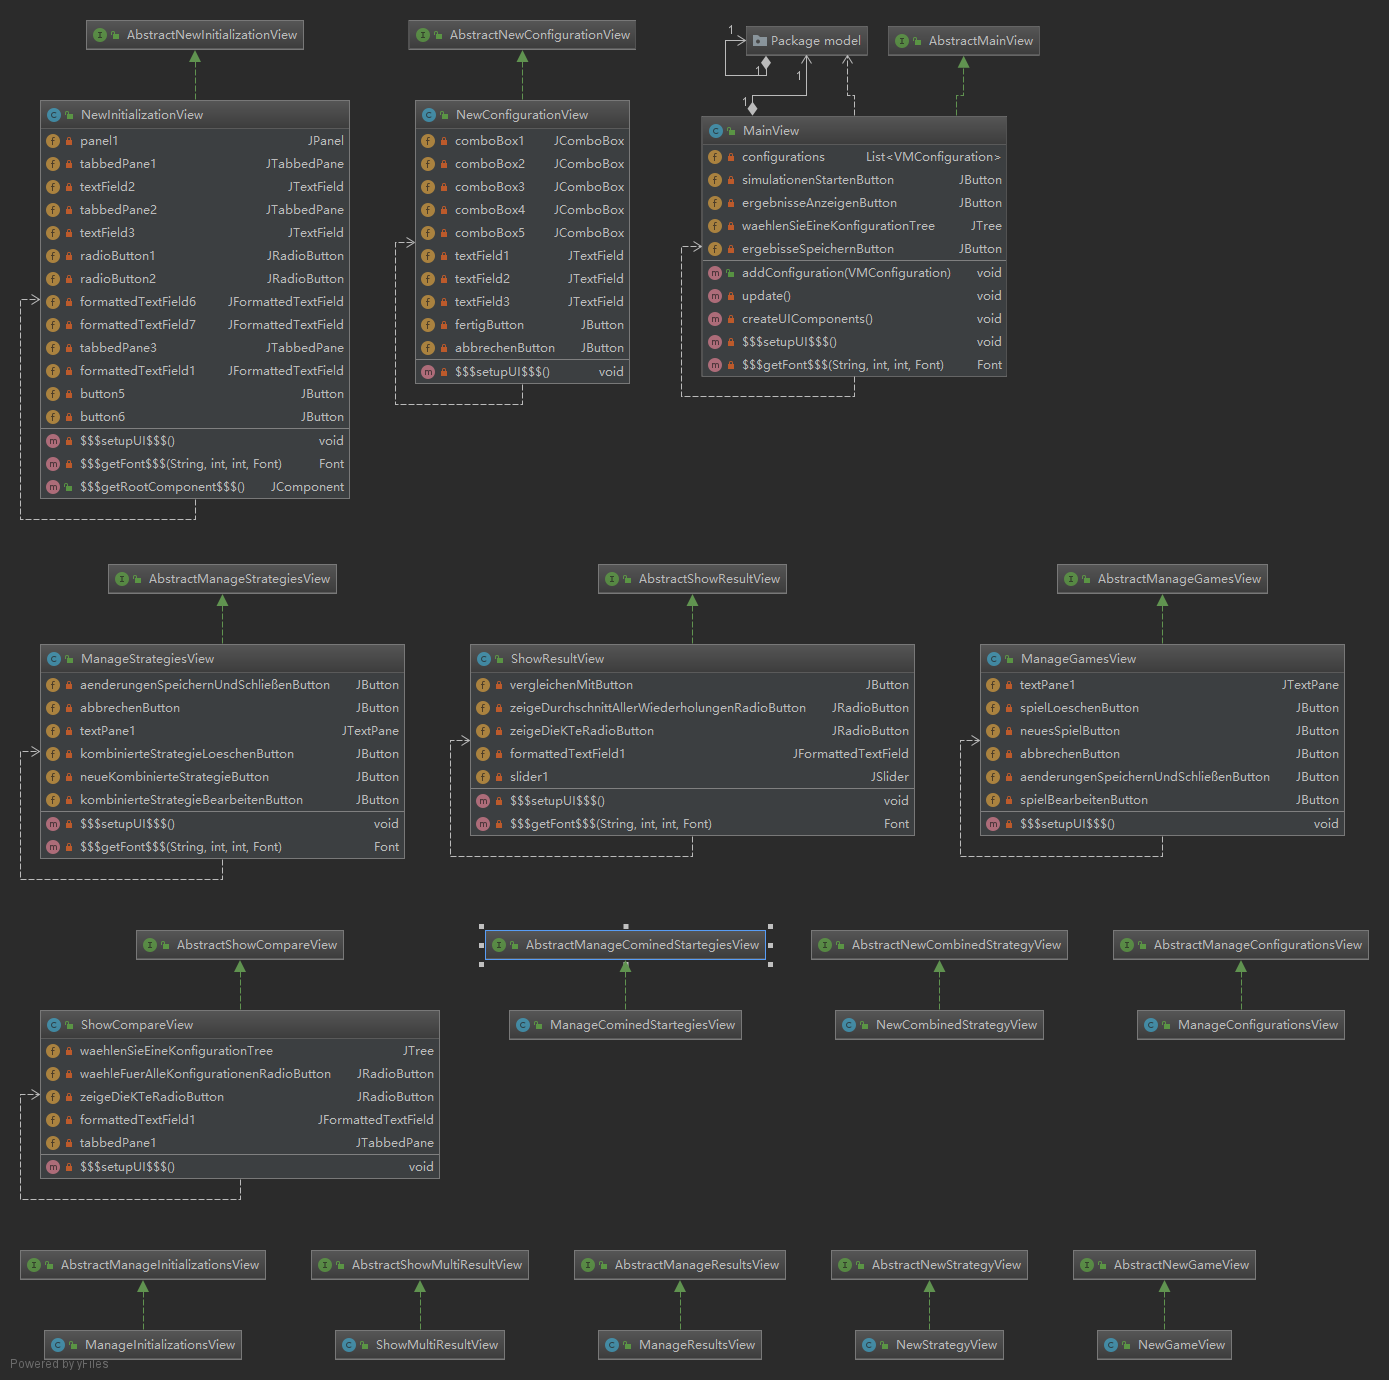 AbstractNewInitializationView
NewInitializationView
panel1 JPanel
tabbedPane1 JTabbedPane
textField2 JTextField
tabbedPane2 JTabbedPane
textField3 JTextField
radioButton1 JRadioButton
radioButton2 JRadioButton
formattedTextField6 JFormattedTextField
formattedTextField7 JFormattedTextField
tabbedPane3 JTabbedPane
formattedTextField1 JFormattedTextField
button5 JButton
button6 JButton
$$$setupUI$$$() void
$$$getFont$$$(String, int, int, Font) Font
$$$getRootComponent$$$() JComponent
AbstractNewConfigurationView
NewConfigurationView
comboBox1 JComboBox
comboBox2 JComboBox
comboBox3 JComboBox
comboBox4 JComboBox
comboBox5 JComboBox
textField1 JTextField
textField2 JTextField
textField3 JTextField
fertigButton JButton
abbrechenButton JButton
$$$setupUI$$$() void
1
Package model
1
1
1
AbstractMainView
MainView
configurations List<VMConfiguration>
simulationenStartenButton JButton
ergebnisseAnzeigenButton JButton
waehlenSieEineKonfigurationTree JTree
ergebisseSpeichernButton JButton
addConfiguration(VMConfiguration) void
update() void
createUIComponents() void
$$$setupUI$$$() void
$$$getFont$$$(String, int, int, Font) Font
AbstractManageStrategiesView
ManageStrategiesView
aenderungenSpeichernUndSchließenButton JButton
abbrechenButton JButton
textPane1 JTextPane
kombinierteStrategieLoeschenButton JButton
neueKombinierteStrategieButton JButton
kombinierteStrategieBearbeitenButton JButton
$$$setupUI$$$() void
$$$getFont$$$(String, int, int, Font) Font
AbstractShowResultView
ShowResultView
vergleichenMitButton JButton
zeigeDurchschnittAllerWiederholungenRadioButton JRadioButton
zeigeDieKTeRadioButton JRadioButton
formattedTextField1 JFormattedTextField
slider1 JSlider
$$$setupUI$$$() void
$$$getFont$$$(String, int, int, Font) Font
AbstractManageGamesView
ManageGamesView
textPane1 JTextPane
spielLoeschenButton JButton
neuesSpielButton JButton
abbrechenButton JButton
aenderungenSpeichernUndSchließenButton JButton
spielBearbeitenButton JButton
$$$setupUI$$$() void
AbstractShowCompareView
ShowCompareView
waehlenSieEineKonfigurationTree JTree
waehleFuerAlleKonfigurationenRadioButton JRadioButton
zeigeDieKTeRadioButton JRadioButton
formattedTextField1 JFormattedTextField
tabbedPane1 JTabbedPane
$$$setupUI$$$() void
AbstractManageCominedStartegiesView
ManageCominedStartegiesView
AbstractNewCombinedStrategyView
NewCombinedStrategyView
AbstractManageConfigurationsView
ManageConfigurationsView
AbstractManageInitializationsView
ManageInitializationsView
AbstractShowMultiResultView
ShowMultiResultView
AbstractManageResultsView
ManageResultsView
AbstractNewStrategyView
NewStrategyView
AbstractNewGameView
NewGameView
Powered by yFiles